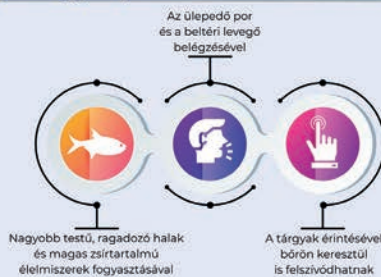 Az ülepedő por
és a beltéri levegő
belégzésével
Nagyobb testű, ragadozó halak
és magas zsírtartalmú
élelmiszerek fogyasztásával
A tárgyak érintésével
bőrön keresztül
is felszívódhatnak